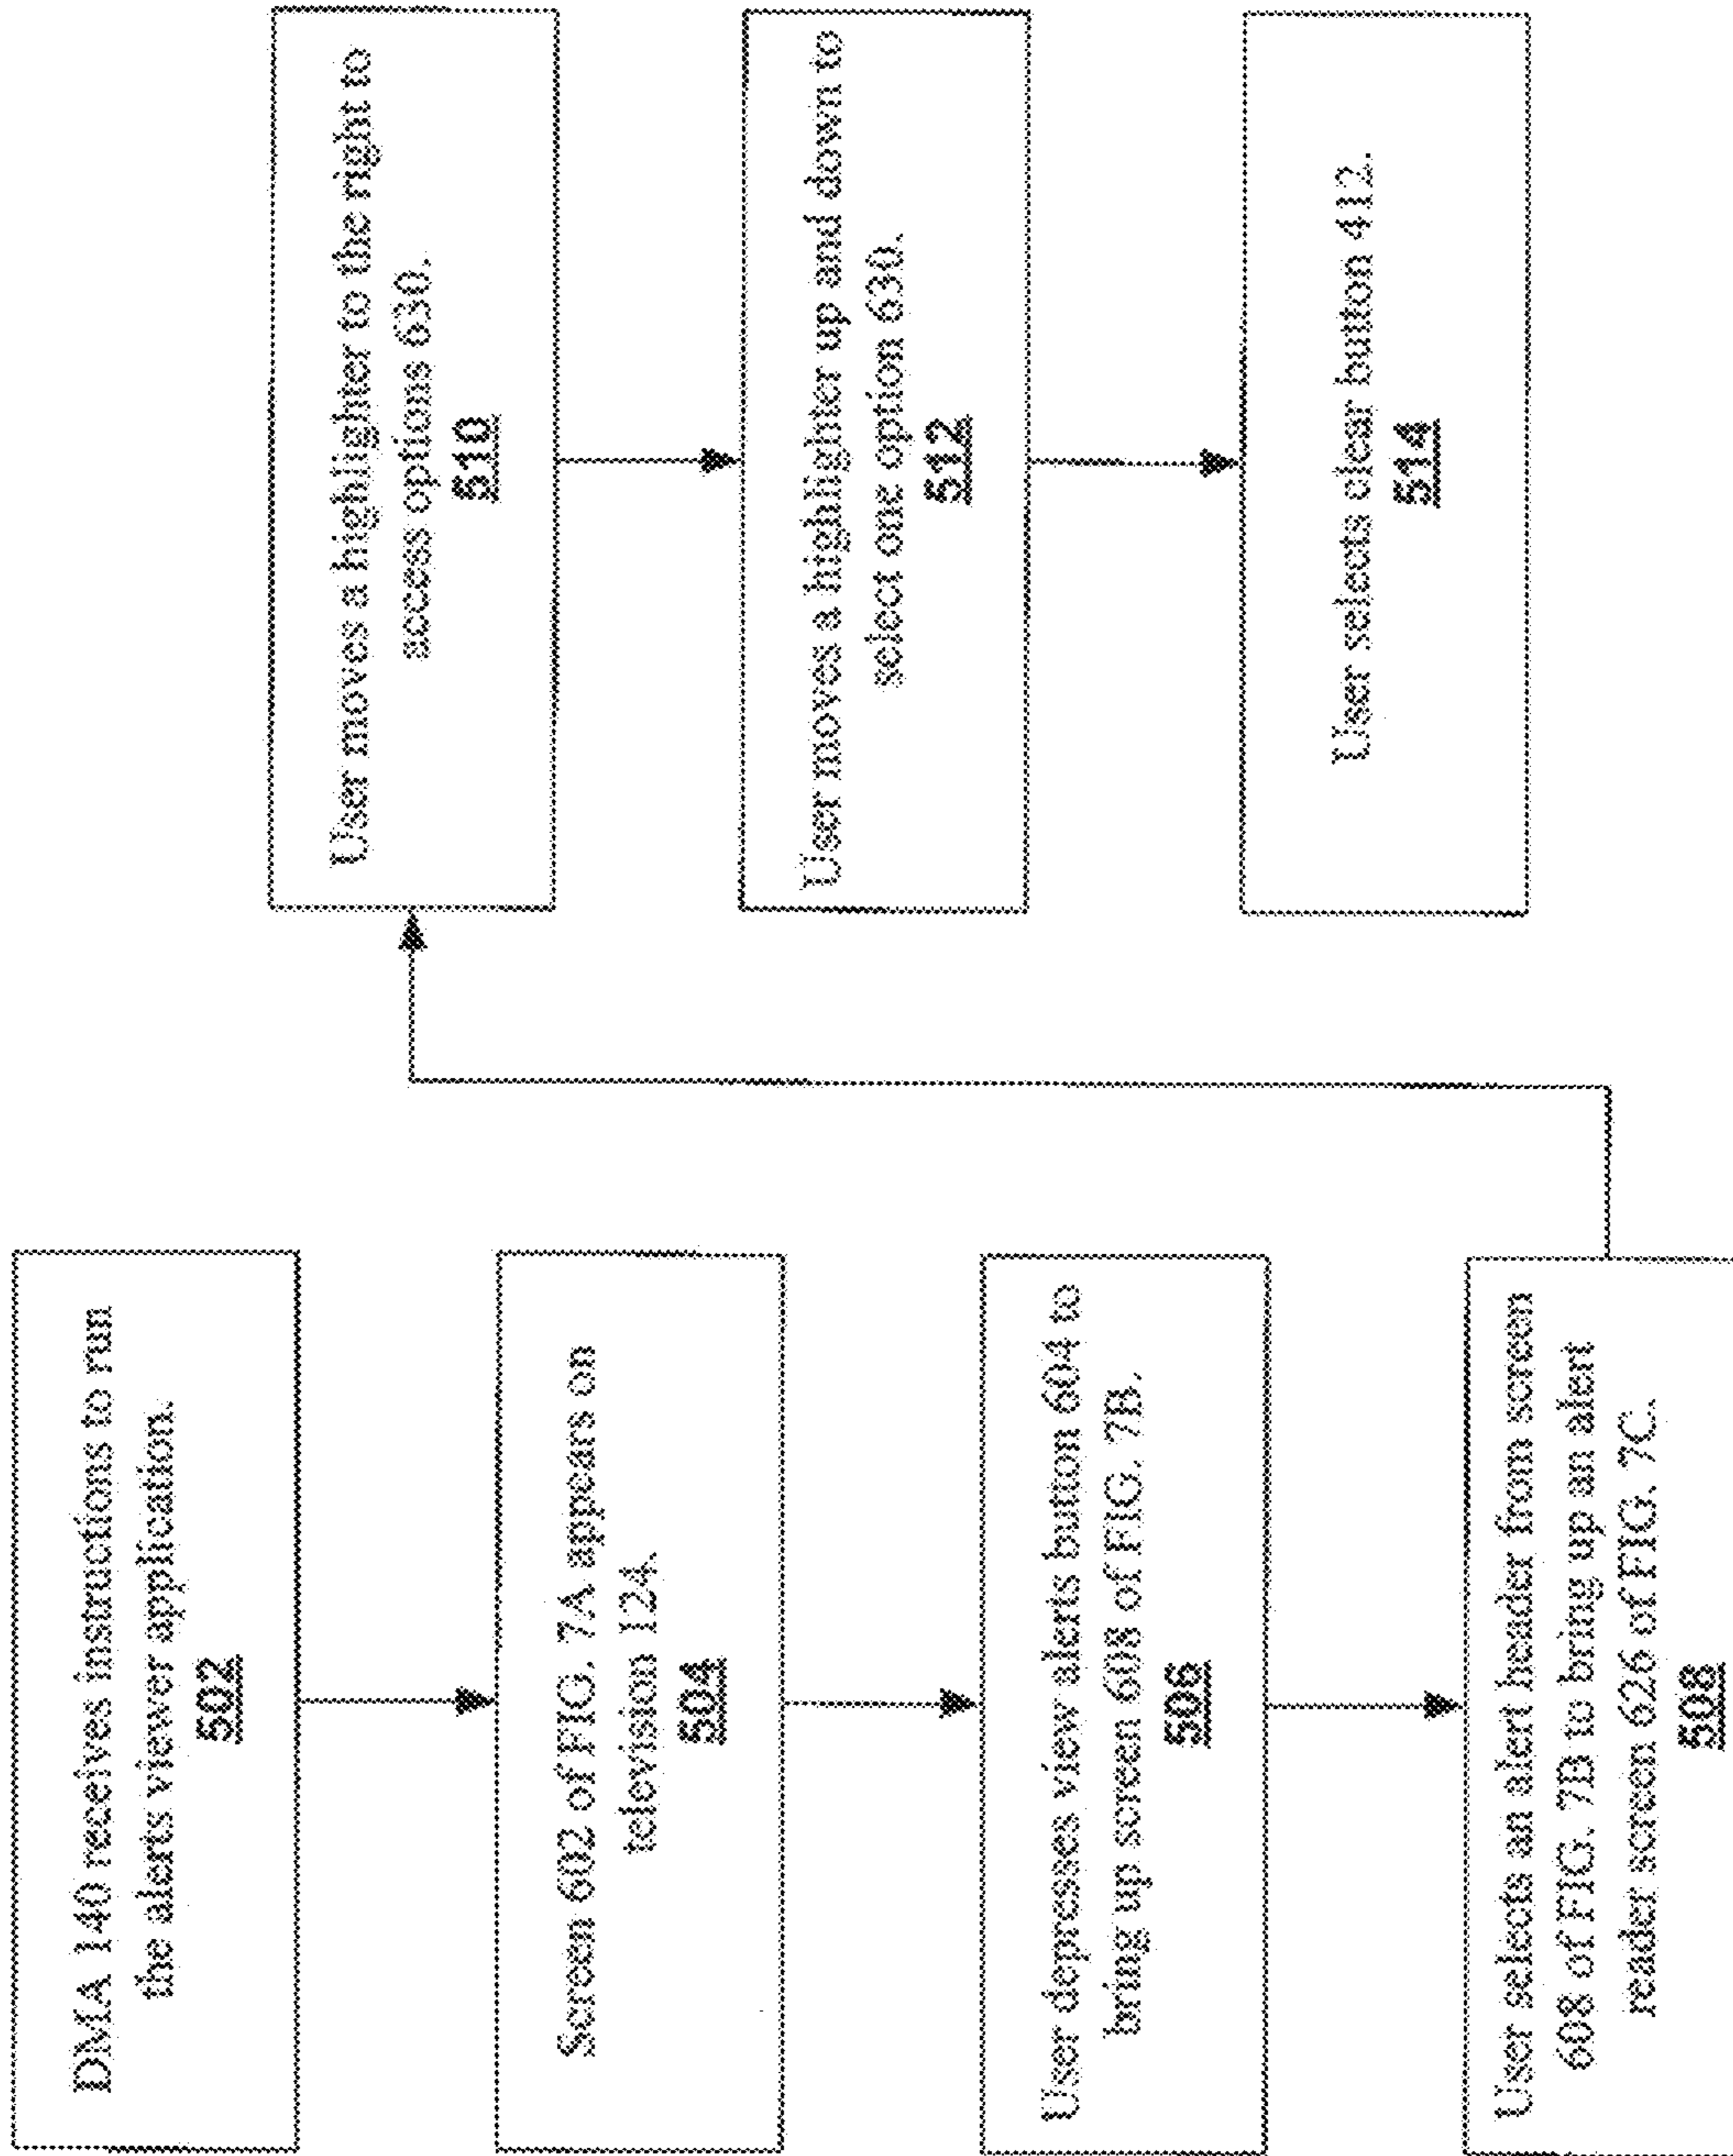 DMA 140 receives instructions to run
the alerts viewer application.
502
Screen 602 of FIG. 7A appears on
television 124.
504
User depresses view alerts button 604 to
bring up screen 608 of FIG. 7B.
506
User selects an alert header from screen
608 of FIG. 7B to bring up an alert
reader screen 626 of FIG. 7C.
508
User moves a highlighter to the right to
access options 630.
510
User moves a highlighter up and down to
select one option 630.
512
User selects clear button 412.
514